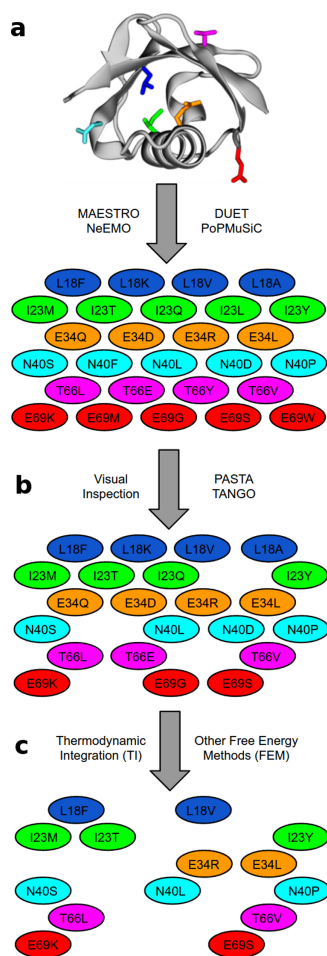 a
MAESTRO DUET
NeEMO PoPMuSiC
L18F L18K L18V L18A
I23M I23T I23Q I23L I23Y
E34Q E34D E34R E34L
N40S N40F N40L N40D N40P
T66L T66E T66Y T66V
E69K E69M E69G E69S E69W
b
Visual PASTA
Inspection TANGO
L18F L18K L18V L18A
I23M I23T I23Q I23Y
E34Q E34D E34R E34L
N40S N40L N40D N40P
T66L T66E T66V
E69K E69G E69S
c
Thermodynamic Other Free Energy
Integration (TI) Methods (FEM)
L18F L18V
I23M I23T I23Y
E34R E34L
N40S N40L N40P
T66L T66V
E69K E69S